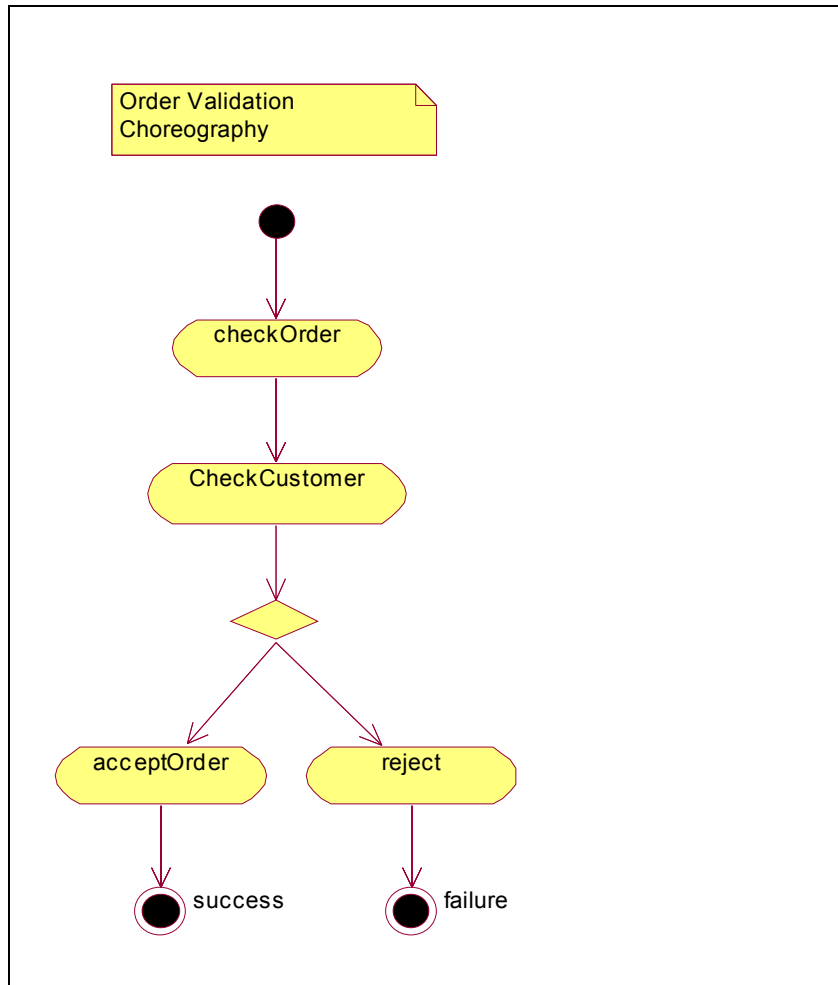 Order Validation
Choreography
checkOrder
CheckCustomer
acceptOrder
reject
success
failure